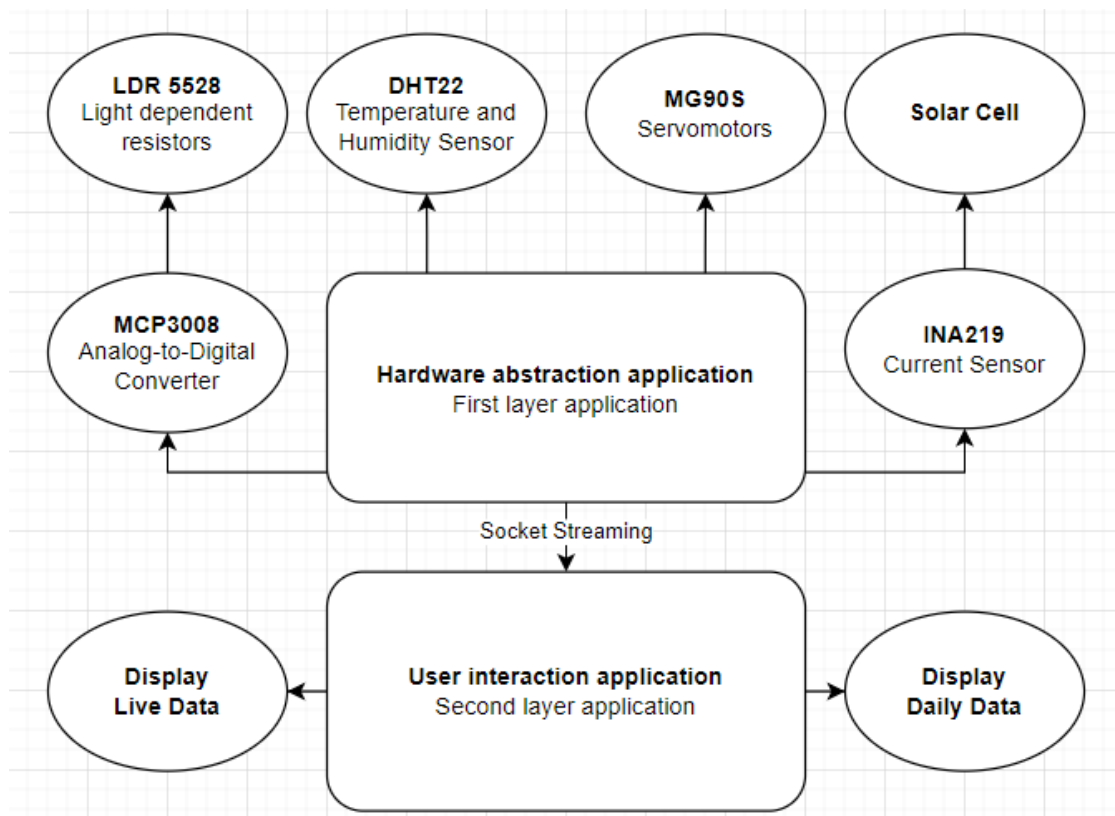 LDR 5528
Light dependent
resistors
DHT22
Temperature and
Humidity Sensor
MG90S
Servomotors
Solar Cell
MCP3008
Analog-to-Digital
Converter
Hardware abstraction application
First layer application
INA219
Current Sensor
Socket Streaming
Display
Live Data
User interaction application
Second layer application
Display
Daily Data